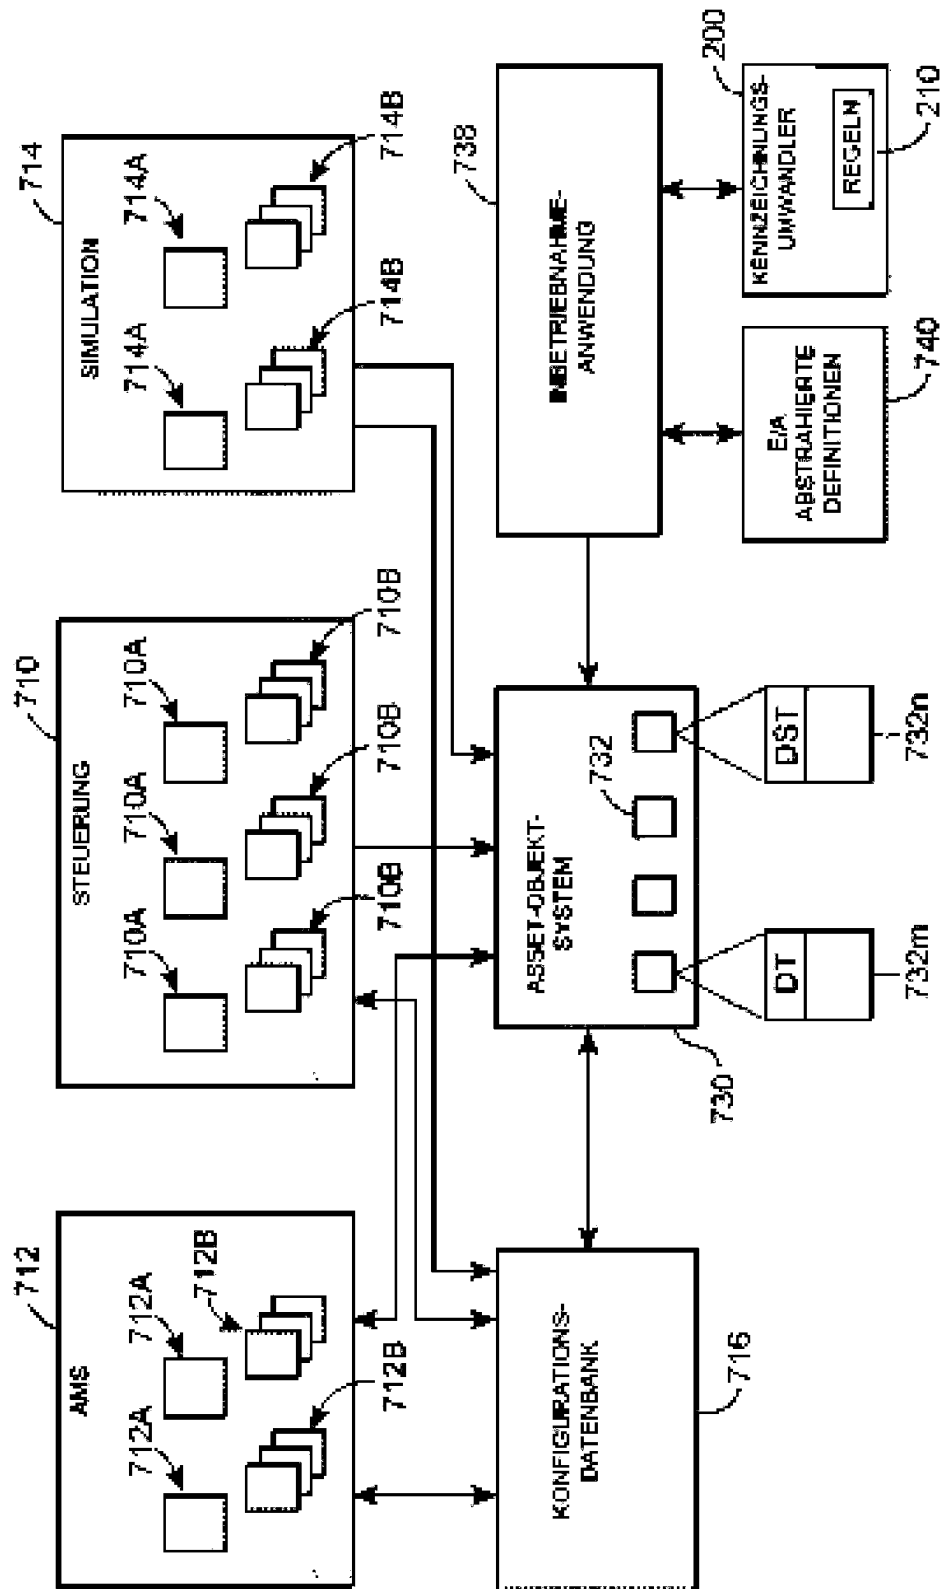 712
AMS
712A
712A
712B
712B
710
STEUERUNG
710A
710A
710A
710B
710B
710B
714
SIMULATION
714A
714A
714B
714B
KONFIGURATIONS-
DATENBANK
716
ASSET-OBJEKT-
SYSTEM
732
730
DT
732m
DST
732n
738
INBETRIEBNAHME-
ANWENDUNG
E/A
ABSTRAHIERTE
DEFINITIONEN
740
200
KENNZEICHNUNGS-
UMWANDLER
REGELN
210